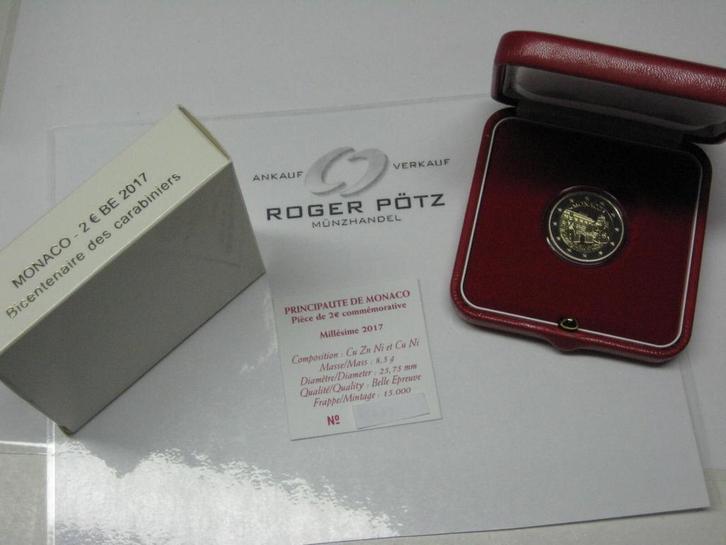 MONACO - 2 € BE 2017
Bicentenaire des carabiniers
ANKAUF VERKAUF
ROGER PÖTZ
MÜNZHANDEL
PRINCIPAUTE DE MONACO
Pièce de 2€ commémorative
Millésime 2017
Composition : Cu Zn Ni et Cu Ni
Masse/Mass : 8,5 g
Diamètre/Diameter : 25,75 mm
Qualité/Quality : Belle Epreuve
Frappe/Mintage : 15.000
Nº
MONACO